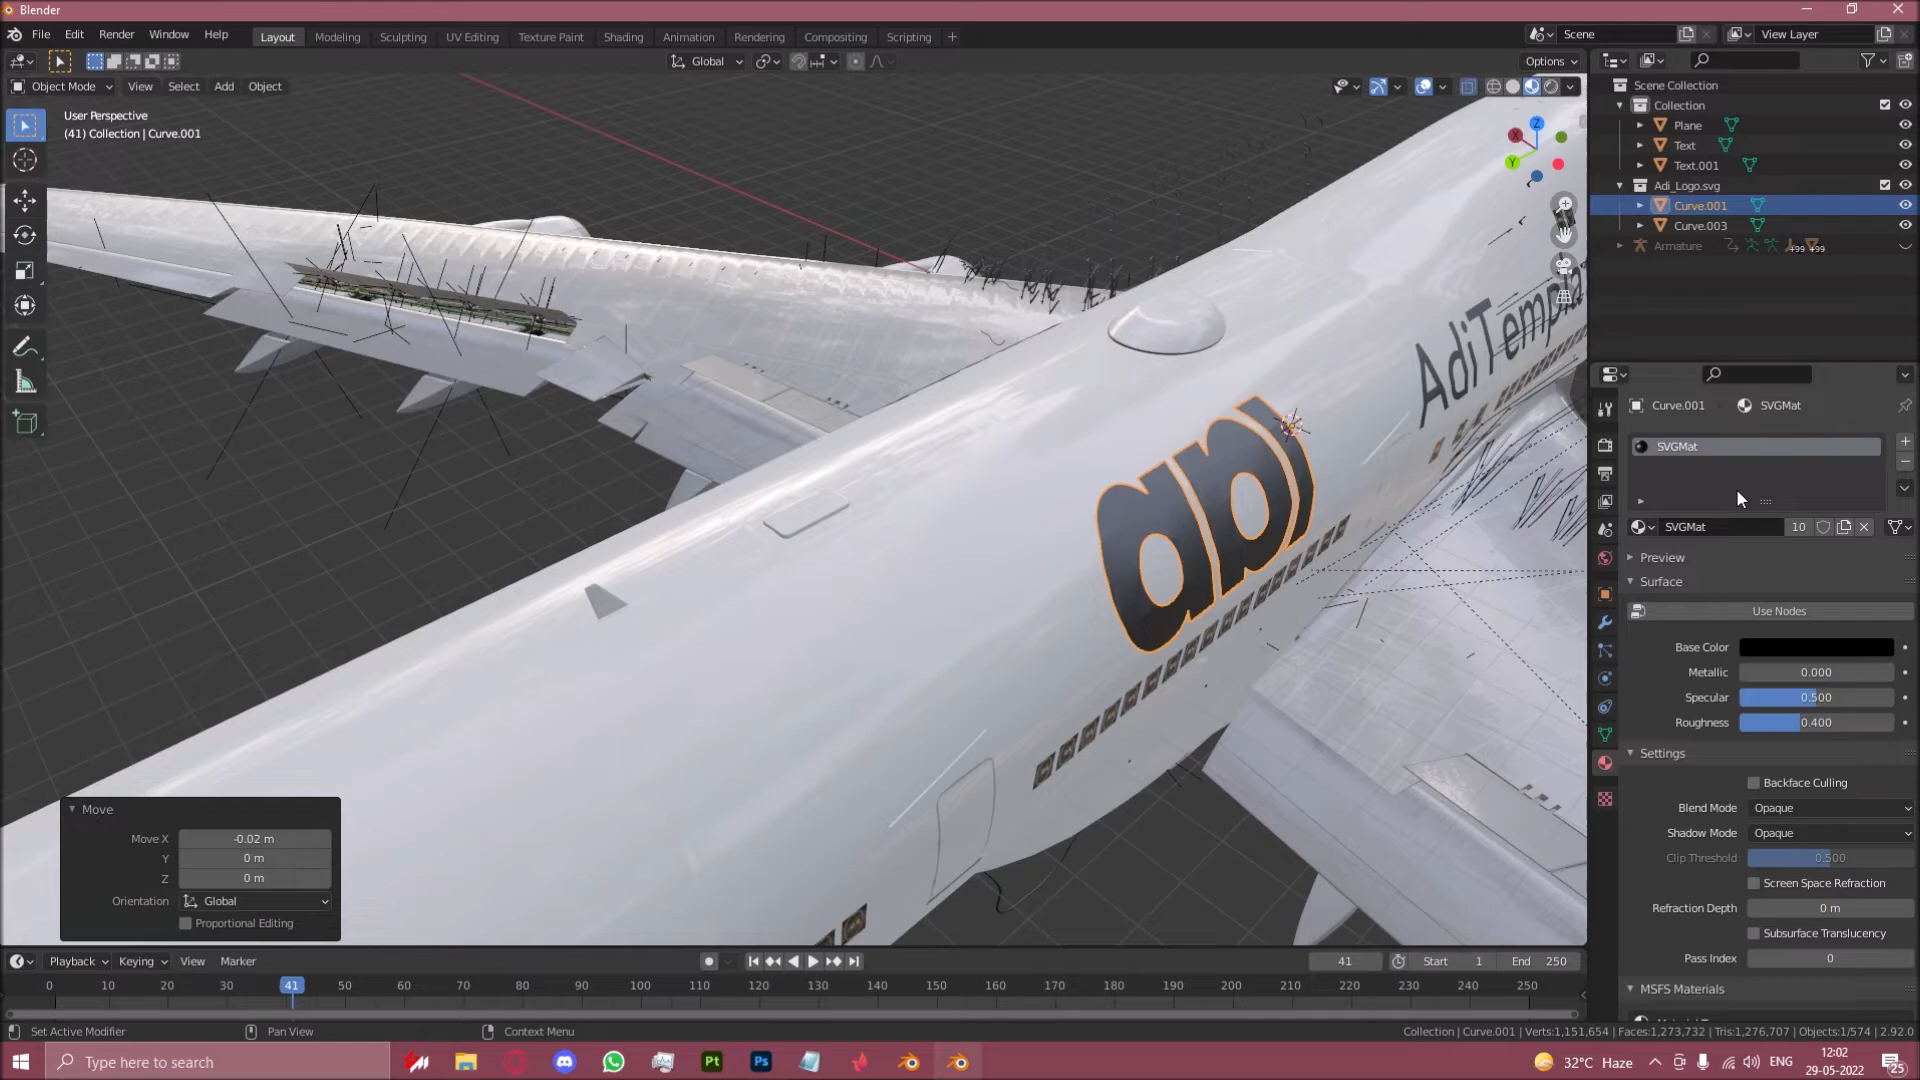 Blender
File Edit Render Window Help
Layout Modeling Sculpting UV Editing Texture Paint Shading Animation Rendering Compositing Scripting +
Scene
View Layer
Global
Options
Object Mode View Select Add Object
User Perspective
(41) Collection | Curve.001
Z
X
Y
Scene Collection
Collection
Plane
Text
Text.001
Adi_Logo.svg
Curve.001
Curve.003
Armature
+99 +99
Curve.001
SVGMat
SVGMat
SVGMat
10
Preview
Surface
Use Nodes
Base Color
Metallic 0.000
Specular 0.500
Roughness 0.400
Settings
Backface Culling
Blend Mode Opaque
Shadow Mode Opaque
Clip Threshold 0.500
Screen Space Refraction
Refraction Depth 0 m
Subsurface Translucency
Pass Index 0
MSFS Materials
Move
Move X -0.02 m
Y 0 m
Z 0 m
Orientation Global
Proportional Editing
Playback Keying View Marker
41
Start 1
End 250
0 10 20 30 41 50 60 70 80 90 100 110 120 130 140 150 160 170 180 190 200 210 220 230 240 250
Set Active Modifier
Pan View
Context Menu
Collection | Curve.001 | Verts:1,151,654 | Faces:1,273,732 | Tris:1,276,707 | Objects:1/574 | 2.92.0
Type here to search
Pt
Ps
32°C Haze
ENG
12:02
29-05-2022
25